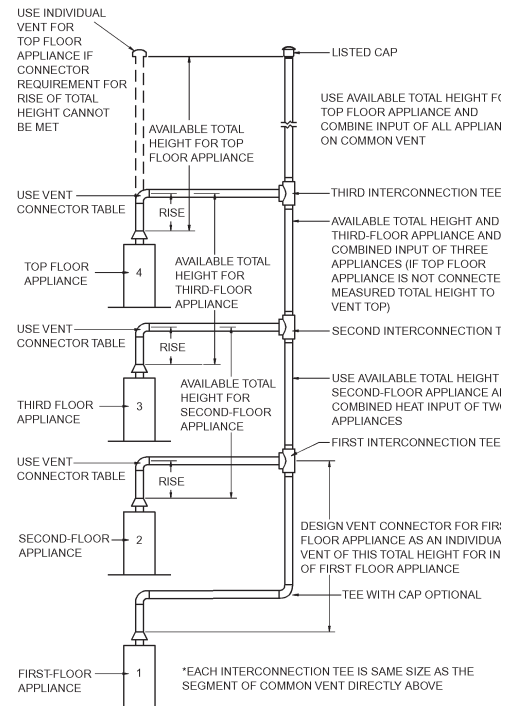 USE INDIVIDUAL
VENT FOR
TOP FLOOR
APPLIANCE IF
CONNECTOR
REQUIREMENT FOR
RISE OF TOTAL
HEIGHT CANNOT
BE MET
LISTED CAP
USE AVAILABLE TOTAL HEIGHT
TOP FLOOR APPLIANCE AND
COMBINE INPUT OF ALL
ON COMMON VENT
AVAILABLE TOTAL
HEIGHT FOR TOP
FLOOR APPLIANCE
USE VENT
CONNECTOR TABLE
RISE
THIRD INTERCONNECTION TEE
AVAILABLE TOTAL HEIGHT AND
THIRD-FLOOR APPLIANCE AND
COMBINED INPUT OF THREE
APPLIANCES (IF TOP FLOOR
APPLIANCE IS NOT
MEASURED TOTAL HEIGHT TO
VENT TOP)
TOP FLOOR
APPLIANCE
4
AVAILABLE TOTAL
HEIGHT FOR
THIRD-FLOOR
APPLIANCE
USE VENT
CONNECTOR TABLE
RISE
SECOND INTERCONNECTION
THIRD FLOOR
APPLIANCE
3
AVAILABLE TOTAL
HEIGHT FOR
SECOND-FLOOR
APPLIANCE
USE AVAILABLE TOTAL HEIGHT
SECOND-FLOOR APPLIANCE
COMBINED HEAT INPUT OF
APPLIANCES
FIRST INTERCONNECTION TEE
USE VENT
CONNECTOR TABLE
RISE
SECOND-FLOOR
APPLIANCE
2
DESIGN VENT CONNECTOR FOR
FLOOR APPLIANCE AS AN
VENT OF THIS TOTAL HEIGHT FOR
OF FIRST FLOOR APPLIANCE
TEE WITH CAP OPTIONAL
FIRST-FLOOR
APPLIANCE
1
*EACH INTERCONNECTION TEE IS SAME SIZE AS THE
SEGMENT OF COMMON VENT DIRECTLY ABOVE